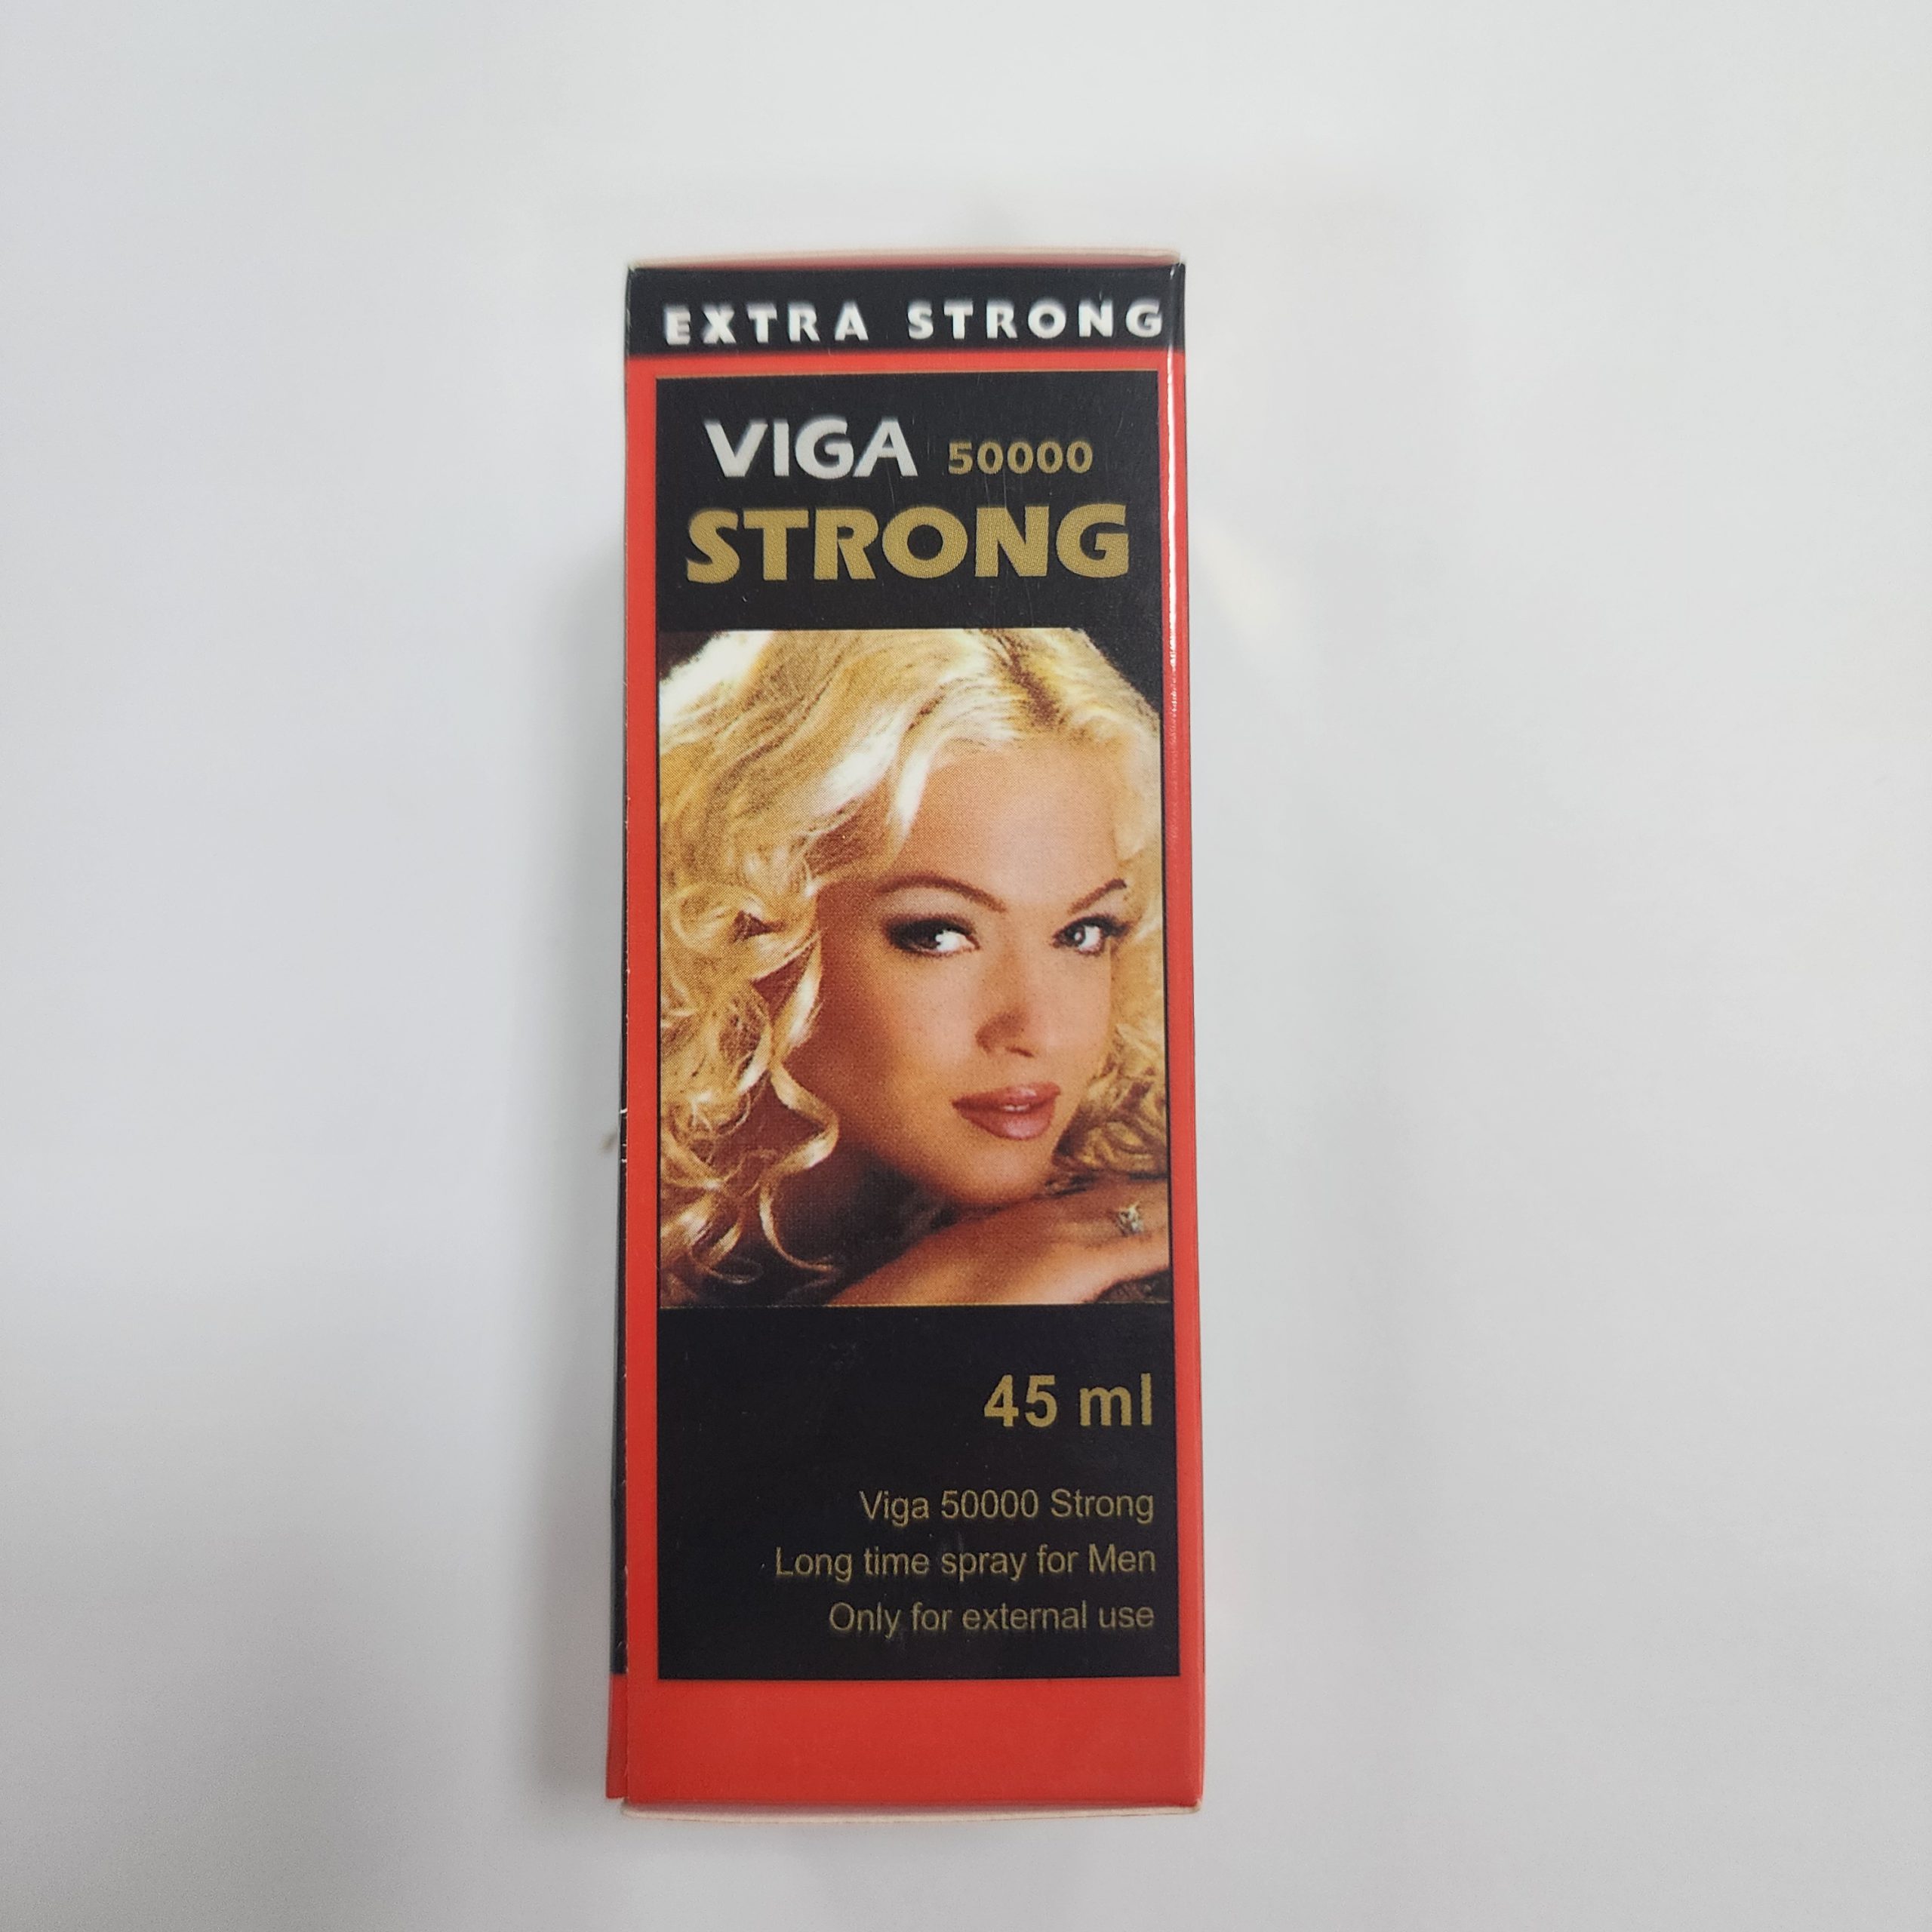 EXTRA STRONG
VIGA 50000
STRONG
45 ml
Viga 50000 Strong
Long time spray for Men
Only for external use